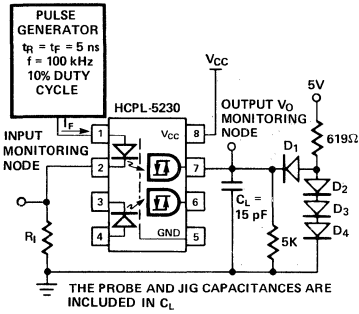 PULSE
GENERATOR
tR = tF = 5 ns
f = 100 kHz
10% DUTY
CYCLE
IF
HCPL-5230
VCC
OUTPUT VO
MONITORING
NODE
5V
INPUT
MONITORING
NODE
1
VCC
8
D1
619Ω
2
7
D2
3
6
CL =
15 pF
D3
RI
4
GND
5
5K
D4
THE PROBE AND JIG CAPACITANCES ARE
INCLUDED IN CL